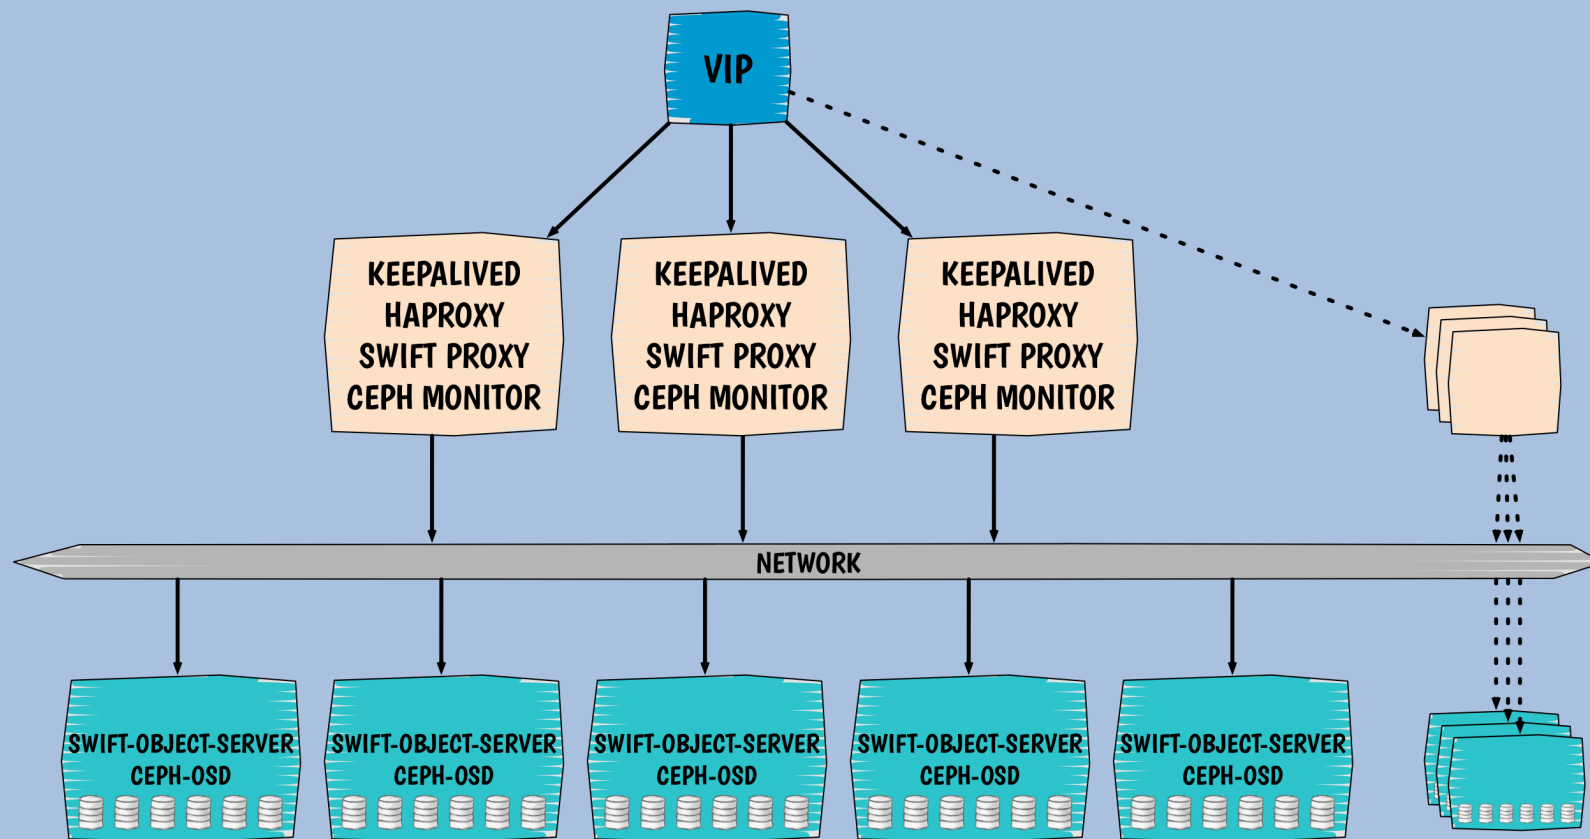 VIP
KEEPALIVED
HAPROXY
SWIFT PROXY
CEPH MONITOR
KEEPALIVED
HAPROXY
SWIFT PROXY
CEPH MONITOR
KEEPALIVED
HAPROXY
SWIFT PROXY
CEPH MONITOR
NETWORK
SWIFT-OBJECT-SERVER
CEPH-OSD
SWIFT-OBJECT-SERVER
CEPH-OSD
SWIFT-OBJECT-SERVER
CEPH-OSD
SWIFT-OBJECT-SERVER
CEPH-OSD
SWIFT-OBJECT-SERVER
CEPH-OSD